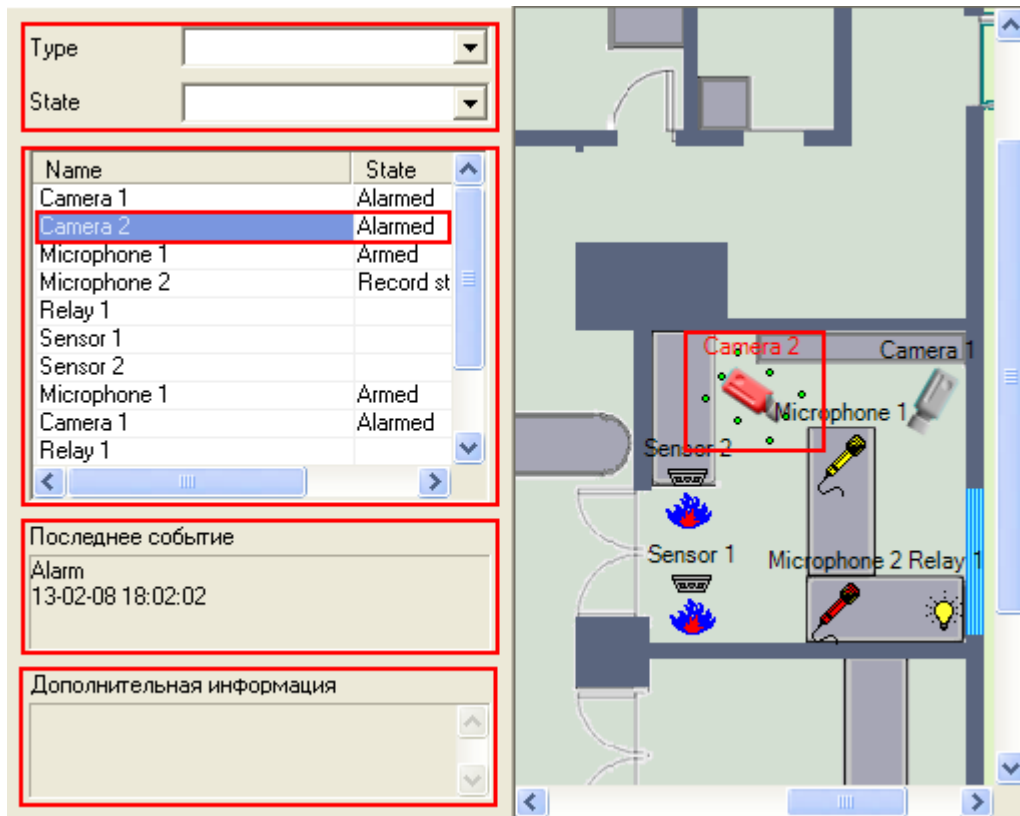 Type
State
Name State
Camera 1 Alarmed
Camera 2 Alarmed
Microphone 1 Armed
Microphone 2 Record st
Relay 1
Sensor 1
Sensor 2
Microphone 1 Armed
Camera 1 Alarmed
Relay 1
Последнее событие
Alarm
13-02-08 18:02:02
Дополнительная информация
Camera 2
Camera 1
Microphone 1
Sensor 2
Sensor 1
Microphone 2 Relay 1